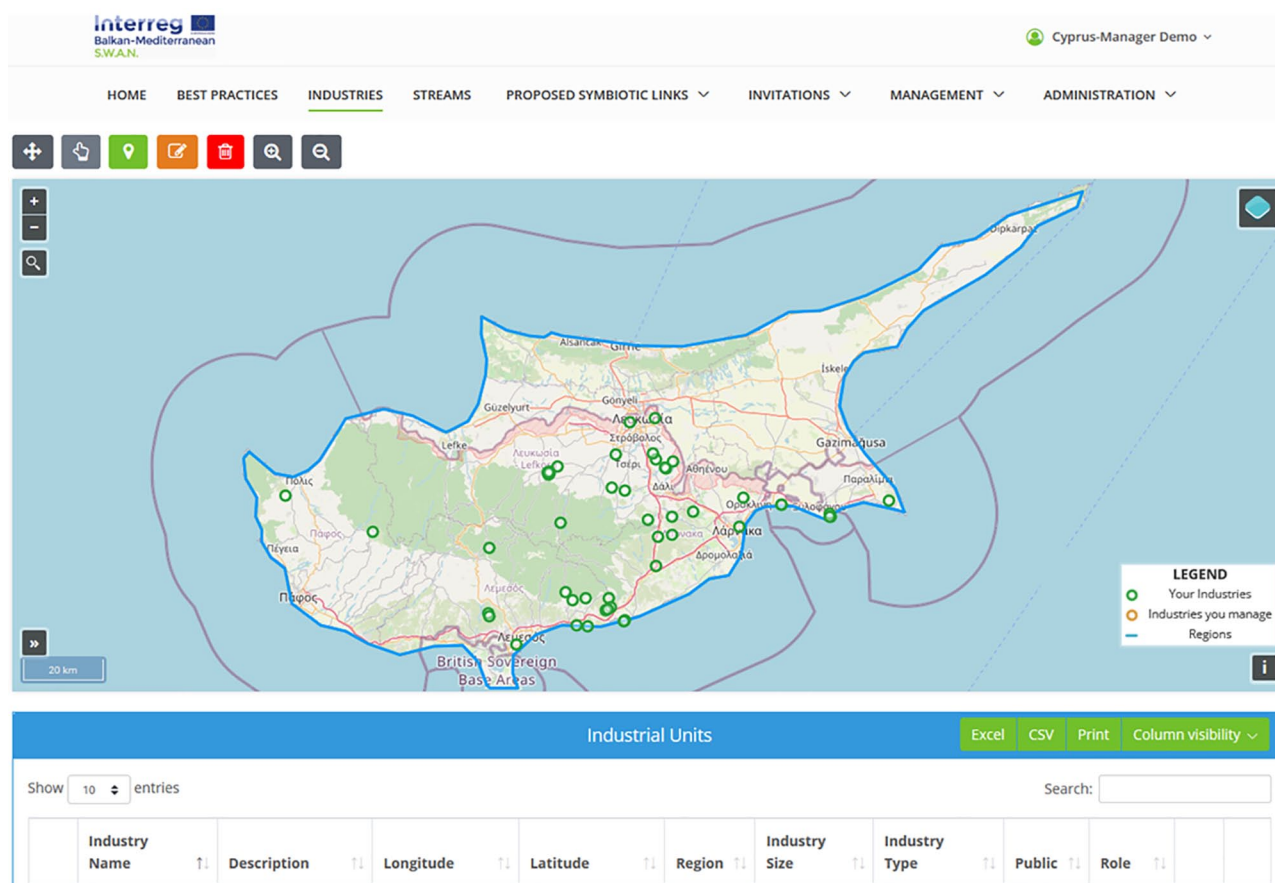 Interreg
Balkan-Mediterranean
S.W.A.N.
Cyprus-Manager Demo
HOME BEST PRACTICES INDUSTRIES STREAMS PROPOSED SYMBIOTIC LINKS INVITATIONS MANAGEMENT ADMINISTRATION
+
−
Dipkarpaz
Alsancak Girne
İskele
Gönyeli
Güzelyurt
Λευκωσία
Στρόβολος
Gazimağusa
Lefke
Λευκωσία
Lefkoşa
Τσέρι
Αθηένου
Πόλις
Δάλι
Παραλίμνι
Ορόκλινη
Ξυλοφάγου
Πάφος
Λάρνακα
Πέγεια
Δρομολαξιά
Πάφος
Λεμεσός
Λεμεσός
British Sovereign
Base Areas
LEGEND
Your Industries
Industries you manage
Regions
»
20 km
i
Industrial Units
Excel CSV Print Column visibility
Show 10 entries
Search:
Industry Name Description Longitude Latitude Region Industry Size Industry Type Public Role